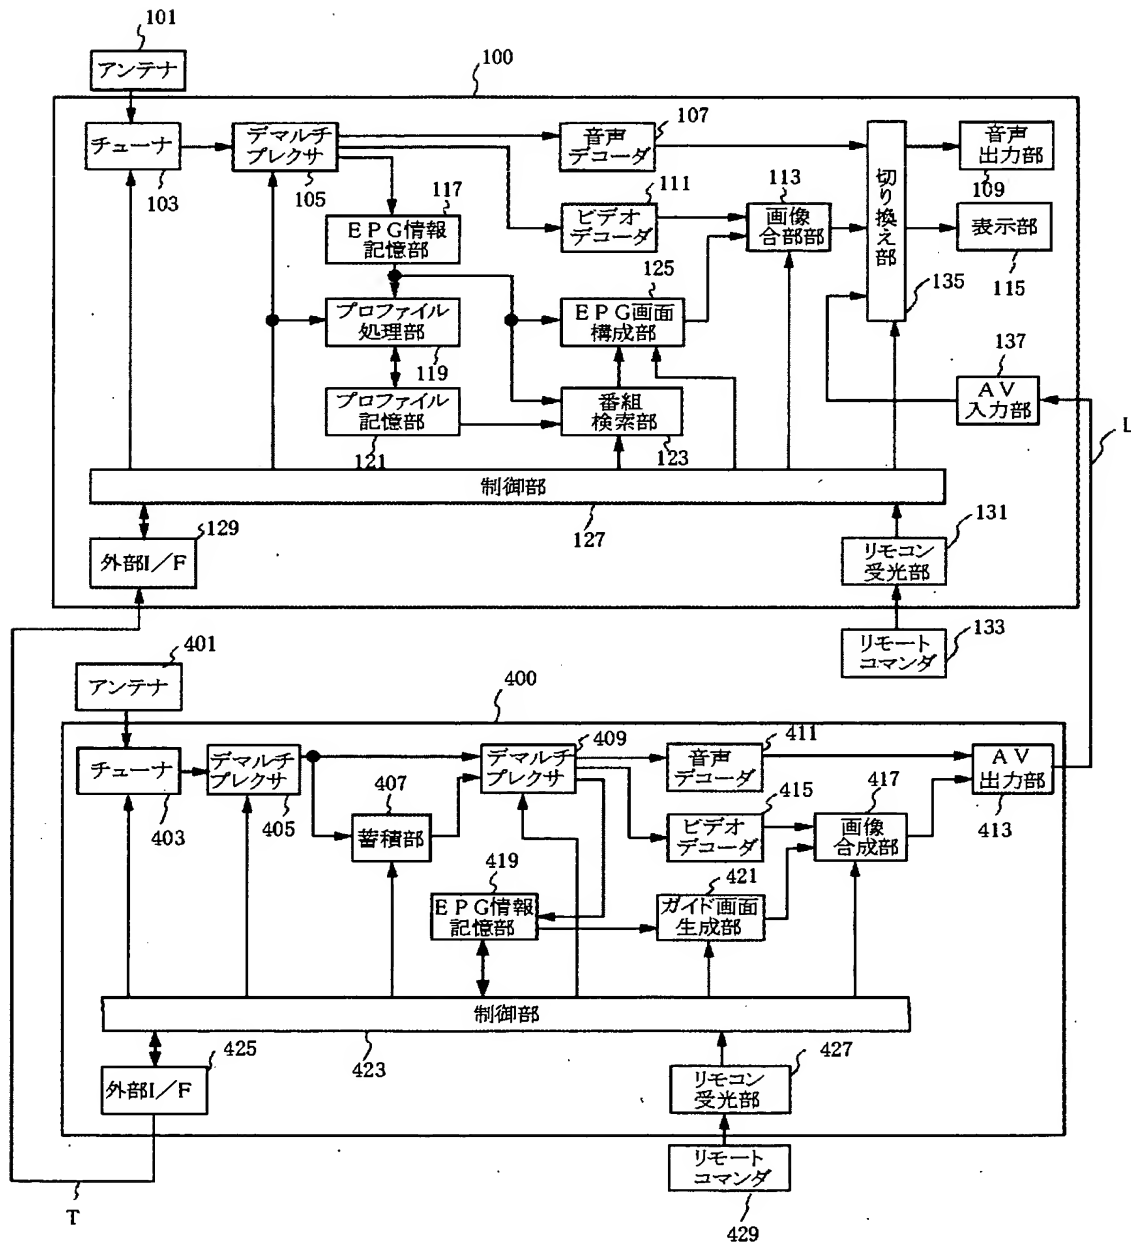 101
アンテナ
100
チューナ
103
デマルチ
プレクサ
105
音声
デコーダ
107
切り換え部
135
音声
出力部
109
EPG情報
記憶部
117
ビデオ
デコーダ
111
画像
合部部
113
表示部
115
プロファイル
処理部
119
EPG画面
構成部
125
AV
入力部
137
プロファイル
記憶部
121
番組
検索部
123
L
制御部
127
外部I/F
129
リモコン
受光部
131
リモート
コマンダ
133
401
アンテナ
400
チューナ
403
デマルチ
プレクサ
405
デマルチ
プレクサ
409
音声
デコーダ
411
AV
出力部
413
蓄積部
407
ビデオ
デコーダ
415
画像
合成部
417
EPG情報
記憶部
419
ガイド画面
生成部
421
制御部
423
外部I/F
425
リモコン
受光部
427
リモート
コマンダ
429
T